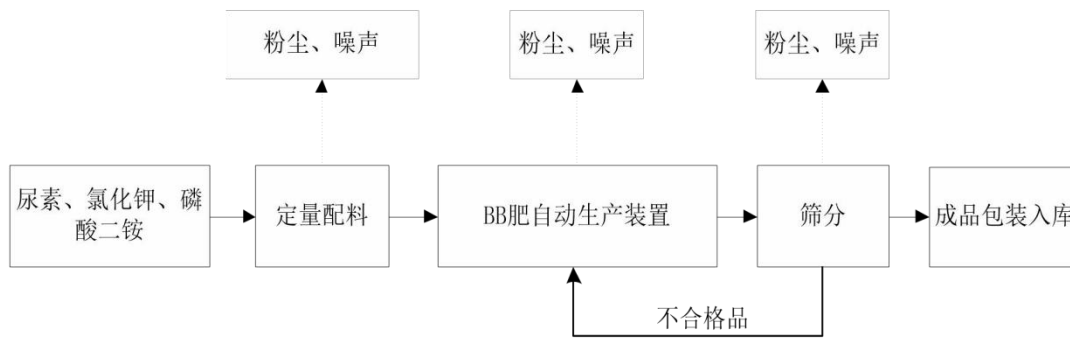 粉尘、噪声
粉尘、噪声
粉尘、噪声
尿素、氯化钾、磷
酸二铵
定量配料
BB肥自动生产装置
筛分
成品包装入库
不合格品